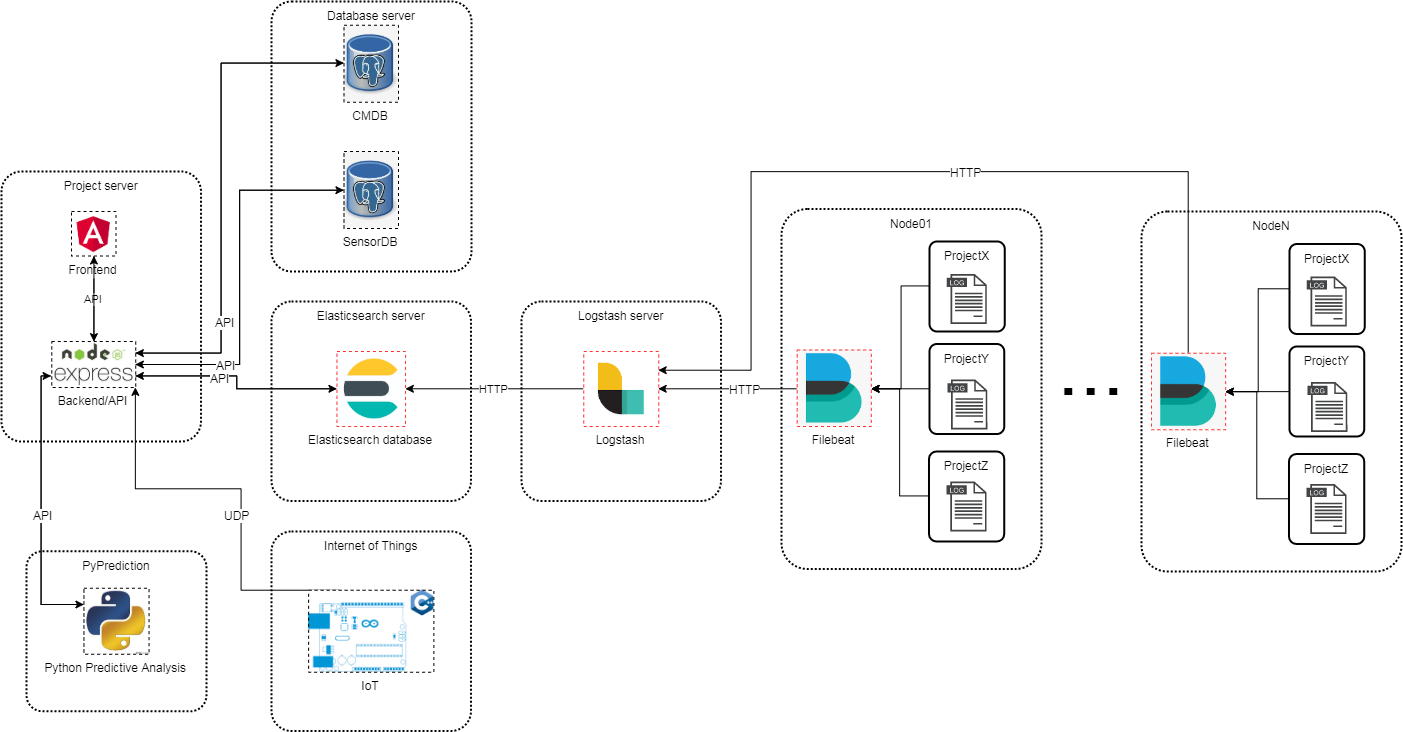 Database server
CMDB
SensorDB
Project server
Frontend
API
node
JS
express
Backend/API
API
API
API
API
UDP
PyPrediction
Python Predictive Analysis
Elasticsearch server
Elasticsearch database
Internet of Things
C++
IoT
HTTP
Logstash server
Logstash
HTTP
HTTP
Node01
Filebeat
ProjectX
LOG
ProjectY
LOG
ProjectZ
LOG
NodeN
Filebeat
ProjectX
LOG
ProjectY
LOG
ProjectZ
LOG